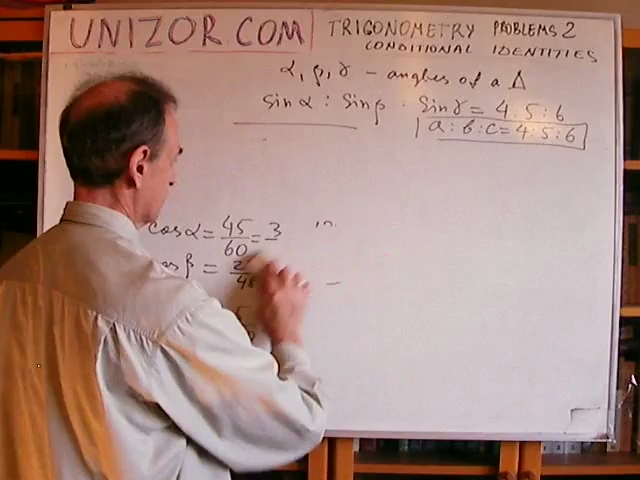 UNIZOR.COM
TRIGONOMETRY PROBLEMS 2
CONDITIONAL IDENTITIES
α, β, γ - angles of a Δ
sin α : sin β : sin γ = 4:5:6
a : b : c = 4:5:6
cos α = 45/60 = 3
β =